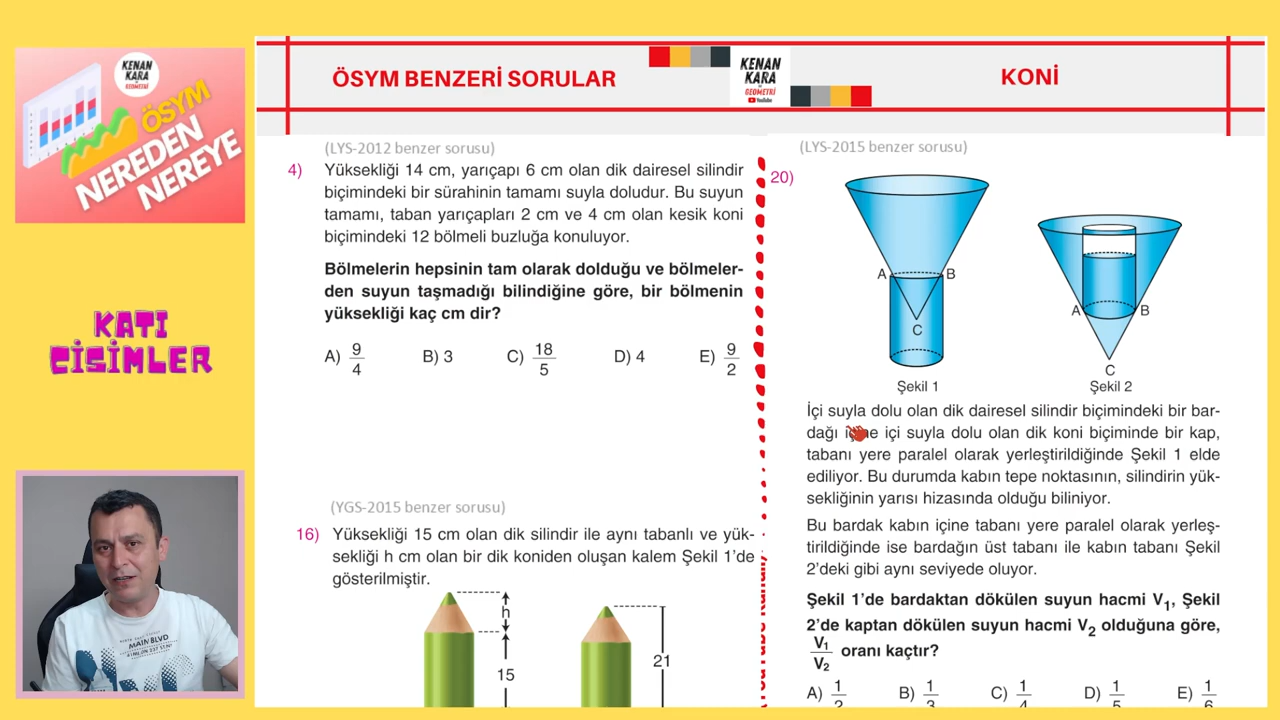 KENAN
KARA
ile
GEOMETRİ
ÖSYM
NEREDEN
NEREYE
KATI
CİSİMLER
ÖSYM BENZERİ SORULAR
KENAN
KARA
ile
GEOMETRİ
YouTube
KONİ
(LYS-2012 benzer sorusu)
4) Yüksekliği 14 cm, yarıçapı 6 cm olan dik dairesel silindir
biçimindeki bir sürahinin tamamı suyla doludur. Bu suyun
tamamı, taban yarıçapları 2 cm ve 4 cm olan kesik koni
biçimindeki 12 bölmeli buzluğa konuluyor.
Bölmelerin hepsinin tam olarak dolduğu ve bölmeler-
den suyun taşmadığı bilindiğine göre, bir bölmenin
yüksekliği kaç cm dir?
A) 9/4 B) 3 C) 18/5 D) 4 E) 9/2
(YGS-2015 benzer sorusu)
16) Yüksekliği 15 cm olan dik silindir ile aynı tabanlı ve yük-
sekliği h cm olan bir dik koniden oluşan kalem Şekil 1’de
gösterilmiştir.
h
15
21
(LYS-2015 benzer sorusu)
20)
A B
C
Şekil 1
A B
C
Şekil 2
İçi suyla dolu olan dik dairesel silindir biçimindeki bir bar-
dağı içine içi suyla dolu olan dik koni biçiminde bir kap,
tabanı yere paralel olarak yerleştirildiğinde Şekil 1 elde
ediliyor. Bu durumda kabın tepe noktasının, silindirin yük-
sekliğinin yarısı hizasında olduğu biliniyor.
Bu bardak kabın içine tabanı yere paralel olarak yerleş-
tirildiğinde ise bardağın üst tabanı ile kabın tabanı Şekil
2’deki gibi aynı seviyede oluyor.
Şekil 1’de bardaktan dökülen suyun hacmi V₁, Şekil
2’de kaptan dökülen suyun hacmi V₂ olduğuna göre,
V₁/V₂ oranı kaçtır?
A) 1/2 B) 1/3 C) 1/4 D) 1/5 E) 1/6
MAIN BLVD